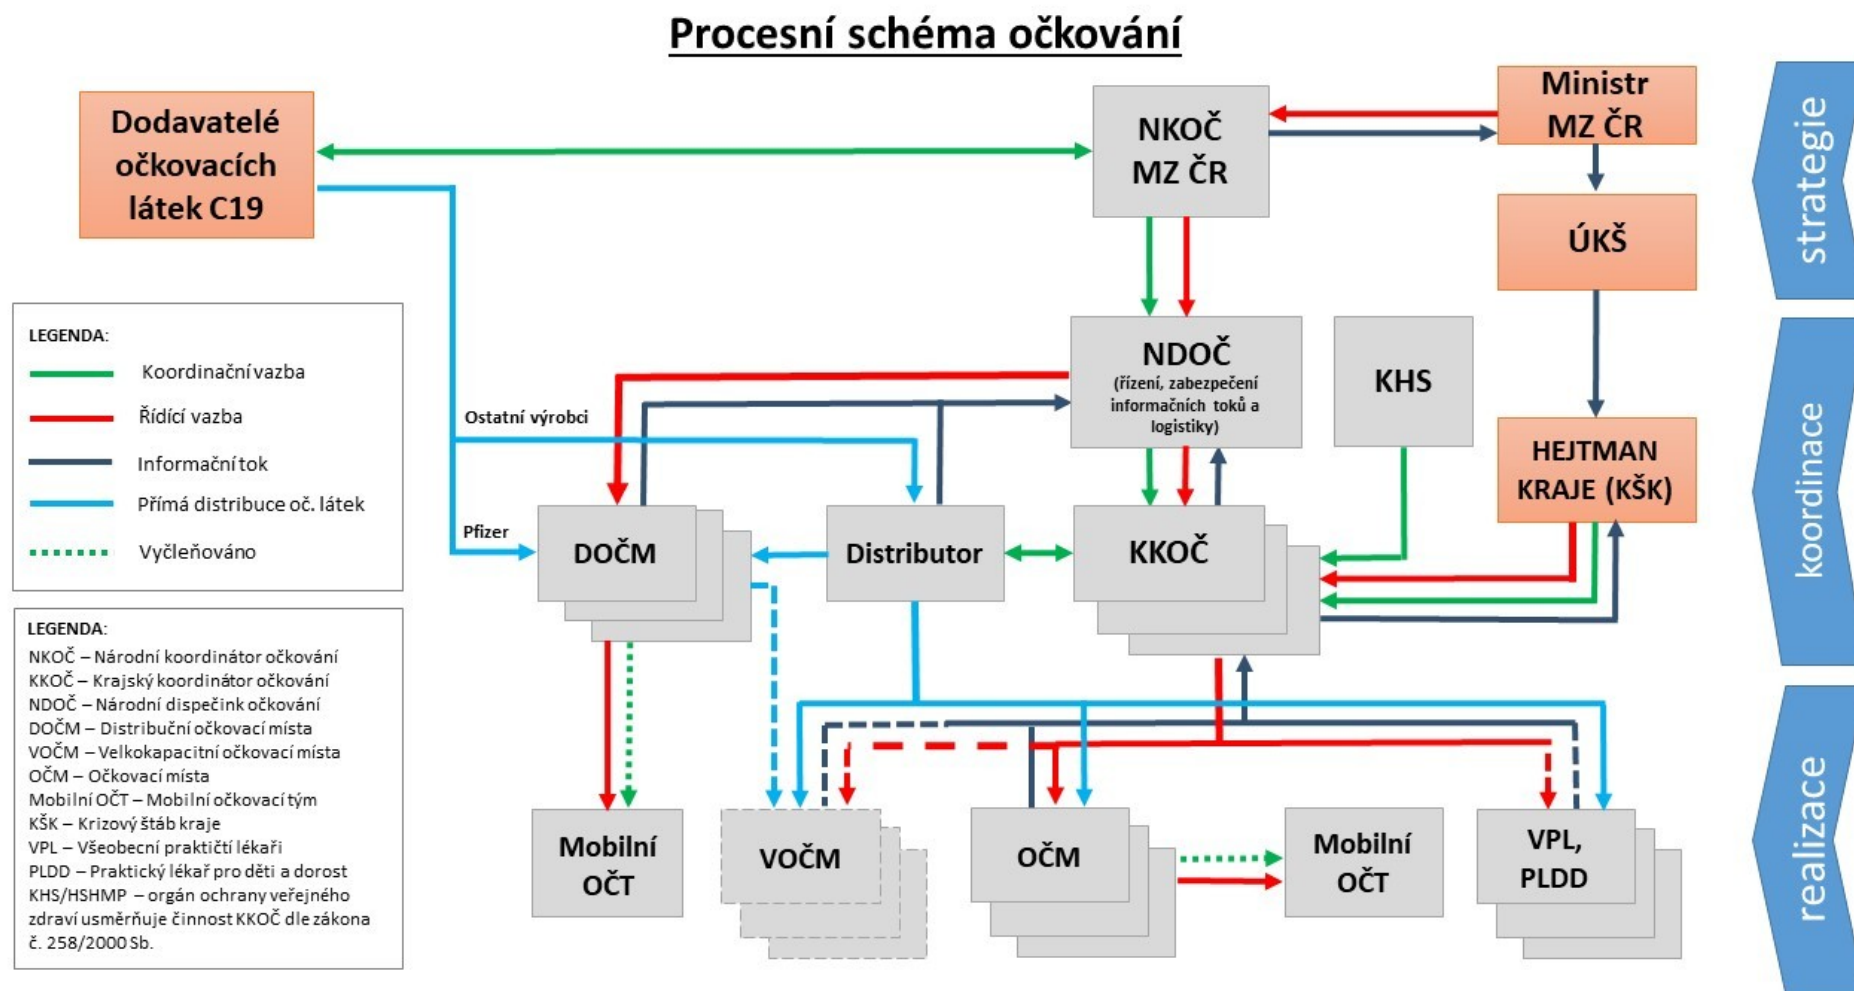 Procesní schéma očkování
Dodavatelé
očkovacích
látek C19
NKOČ
MZ ČR
Ministr
MZ ČR
ÚKŠ
strategie
LEGENDA:
Koordinační vazba
Řídící vazba
Informační tok
Přímá distribuce oč. látek
Vyčleňováno
Ostatní výrobci
Pfizer
NDOČ
(řízení, zabezpečení
informačních toků a
logistiky)
KHS
HEJTMAN
KRAJE (KŠK)
DOČM
Distributor
KKOČ
koordinace
LEGENDA:
NKOČ – Národní koordinátor očkování
KKOČ – Krajský koordinátor očkování
NDOČ – Národní dispečink očkování
DOČM – Distribuční očkovací místa
VOČM – Velkokapacitní očkovací místa
OČM – Očkovací místa
Mobilní OČT – Mobilní očkovací tým
KŠK – Krizový štáb kraje
VPL – Všeobecní praktičtí lékaři
PLDD – Praktický lékař pro děti a dorost
KHS/HSHMP – orgán ochrany veřejného
zdraví usměrňuje činnost KKOČ dle zákona
č. 258/2000 Sb.
Mobilní
OČT
VOČM
OČM
Mobilní
OČT
VPL,
PLDD
realizace